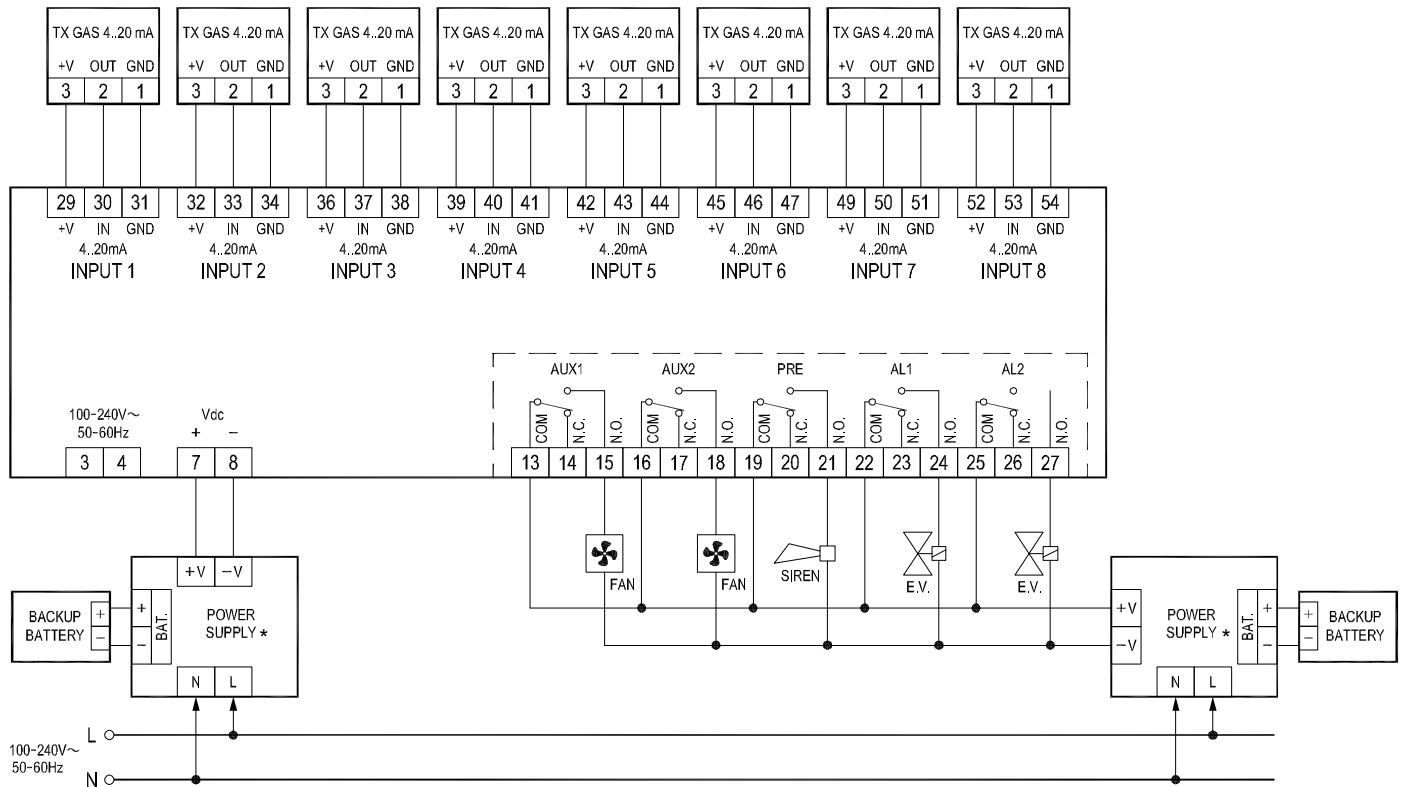 TX GAS 4..20 mA TX GAS 4..20 mA TX GAS 4..20 mA TX GAS 4..20 mA TX GAS 4..20 mA TX GAS 4..20 mA TX GAS 4..20 mA TX GAS 4..20 mA
+V OUT GND +V OUT GND +V OUT GND +V OUT GND +V OUT GND +V OUT GND +V OUT GND +V OUT GND
3 2 1 3 2 1 3 2 1 3 2 1 3 2 1 3 2 1 3 2 1 3 2 1
29 30 31 32 33 34 36 37 38 39 40 41 42 43 44 45 46 47 49 50 51 52 53 54
+V IN GND +V IN GND +V IN GND +V IN GND +V IN GND +V IN GND +V IN GND +V IN GND
4..20mA 4..20mA 4..20mA 4..20mA 4..20mA 4..20mA 4..20mA 4..20mA
INPUT 1 INPUT 2 INPUT 3 INPUT 4 INPUT 5 INPUT 6 INPUT 7 INPUT 8
AUX1 AUX2 PRE AL1 AL2
100-240V~ Vdc
50-60Hz + −
COM N.C. N.O. COM N.C. N.O. COM N.C. N.O. COM N.C. N.O. COM N.C. N.O.
3 4 7 8 13 14 15 16 17 18 19 20 21 22 23 24 25 26 27
FAN FAN SIREN E.V. E.V.
+V −V
BACKUP
BATTERY
+
−
+
−
BAT.
POWER
SUPPLY *
N L
+V
−V
POWER
SUPPLY *
BAT.
+
−
+
−
BACKUP
BATTERY
N L
L
100-240V~
50-60Hz
N